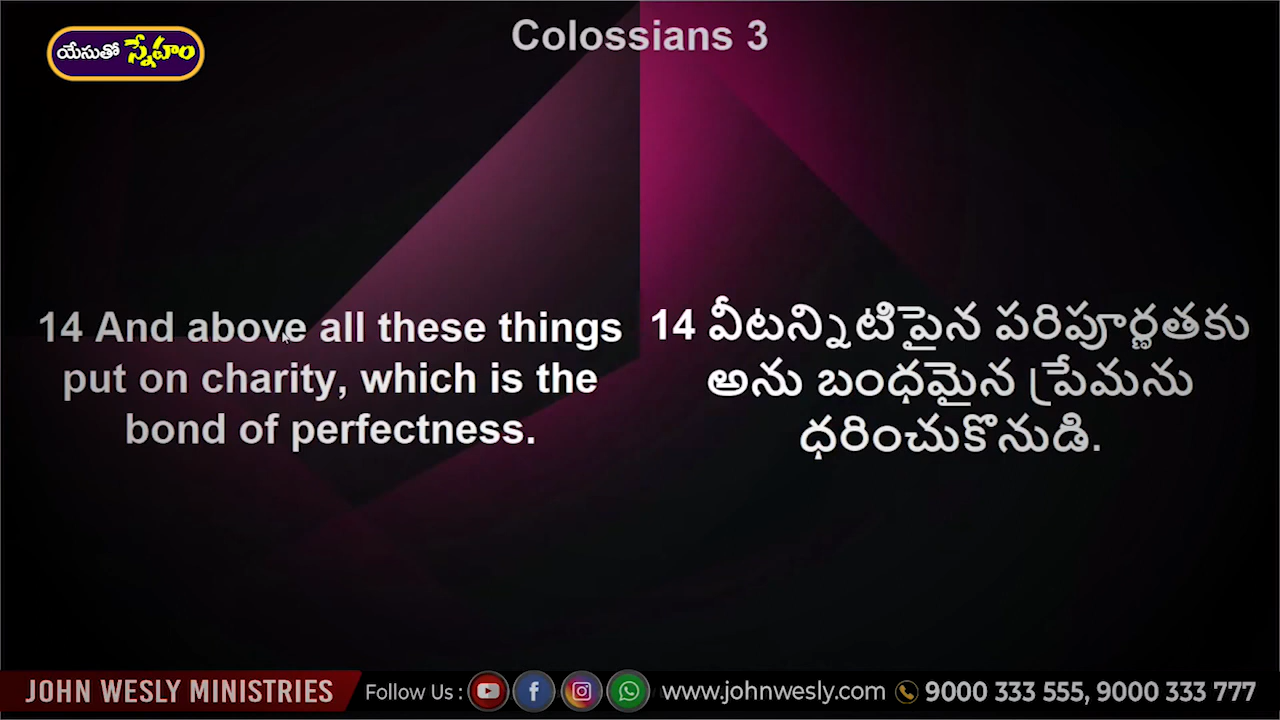 యేసుతో స్నేహం
Colossians 3
14 And above all these things
put on charity, which is the
bond of perfectness.
14 వీటన్నిటిపైన పరిపూర్ణతకు
అను బంధమైన ప్రేమను
ధరించుకొనుడి.
JOHN WESLY MINISTRIES Follow Us : www.johnwesly.com 9000 333 555, 9000 333 777